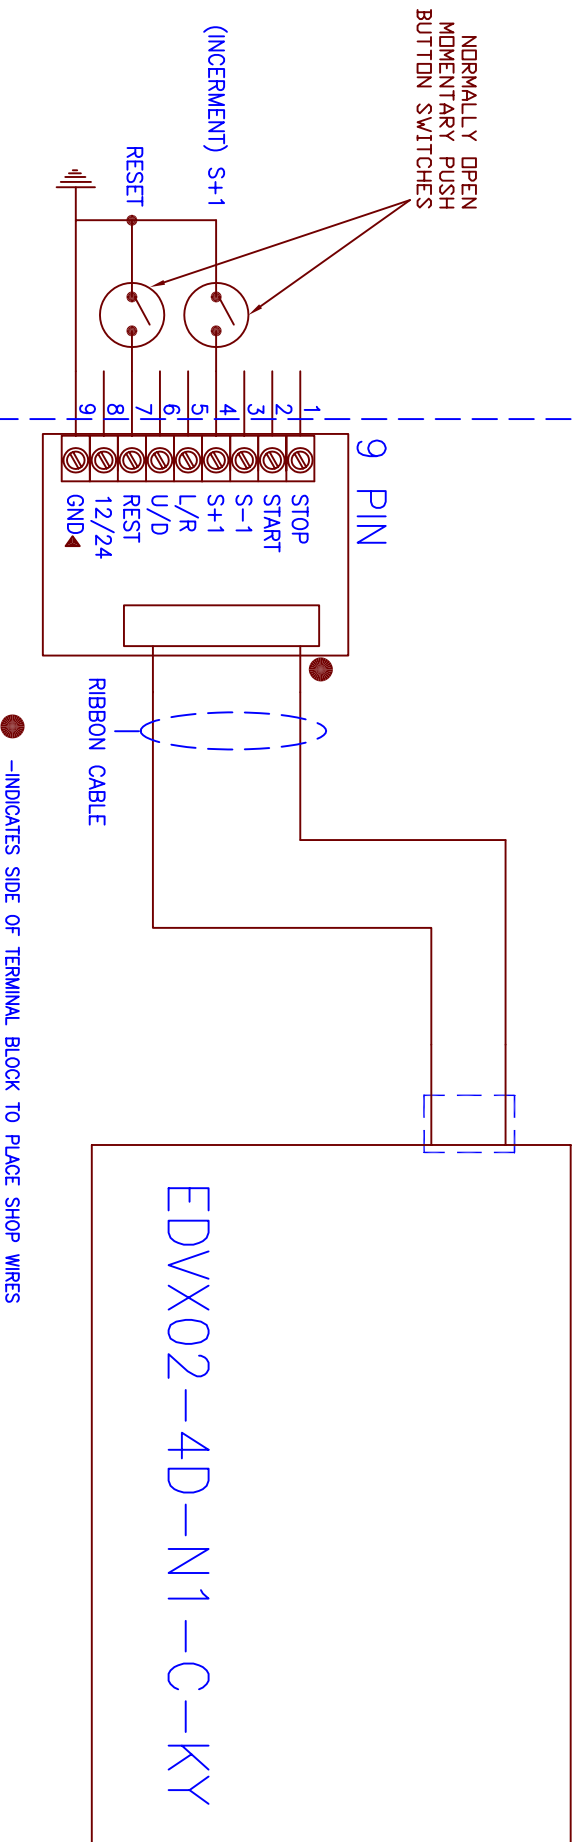 NORMALLY OPEN
MOMENTARY PUSH
BUTTON SWITCHES
(INCERMENT) S+1
RESET
9 PIN
1 STOP
2 START
3 S-1
4 S+1
5 L/R
6 U/D
7 REST
8 12/24
9 GND
RIBBON CABLE
EDVX02-4D-N1-C-KY
-INDICATES SIDE OF TERMINAL BLOCK TO PLACE SHOP WIRES